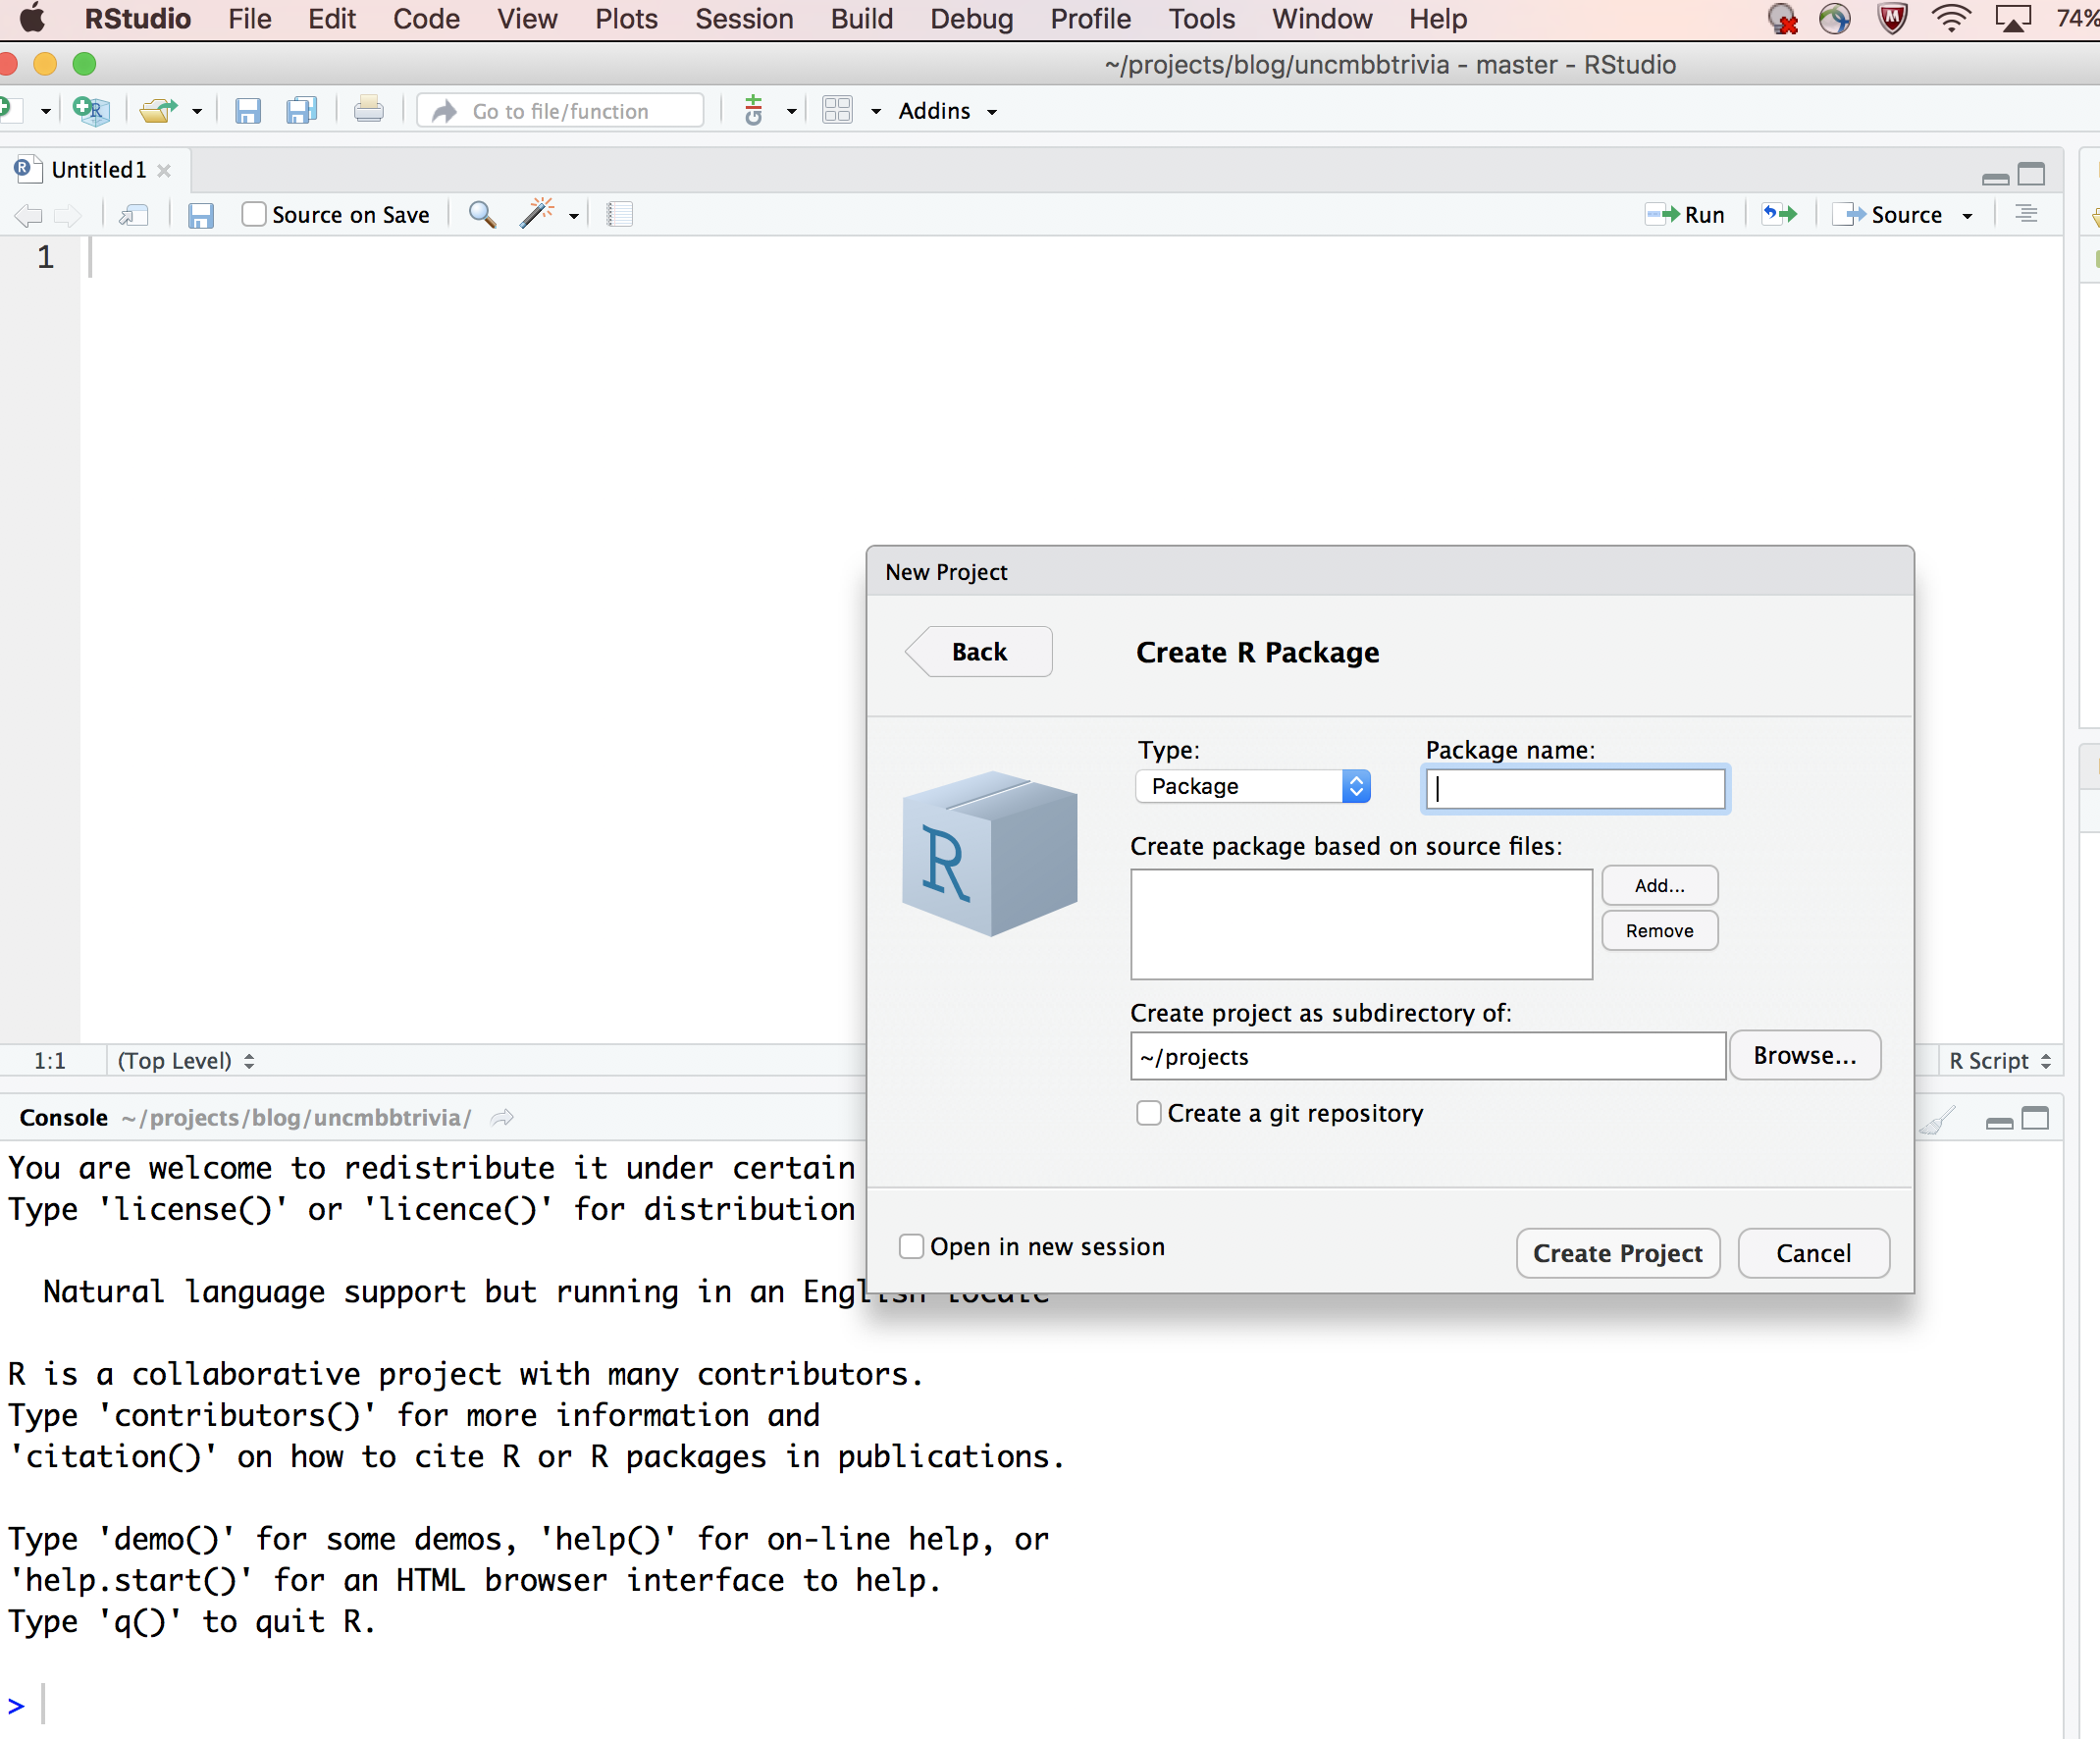 RStudio File Edit Code View Plots Session Build Debug Profile Tools Window Help 74%
~/projects/blog/uncmbbtrivia - master - RStudio
Go to file/function Addins
Untitled1
Source on Save Run Source
1
New Project
Back
Create R Package
Type: Package name:
Package
R
Create package based on source files:
Add...
Remove
Create project as subdirectory of:
~/projects Browse...
Create a git repository
Open in new session Create Project Cancel
1:1 (Top Level) R Script
Console ~/projects/blog/uncmbbtrivia/
You are welcome to redistribute it under certain
Type 'license()' or 'licence()' for distribution
Natural language support but running in an English locale
R is a collaborative project with many contributors.
Type 'contributors()' for more information and
'citation()' on how to cite R or R packages in publications.
Type 'demo()' for some demos, 'help()' for on-line help, or
'help.start()' for an HTML browser interface to help.
Type 'q()' to quit R.
>